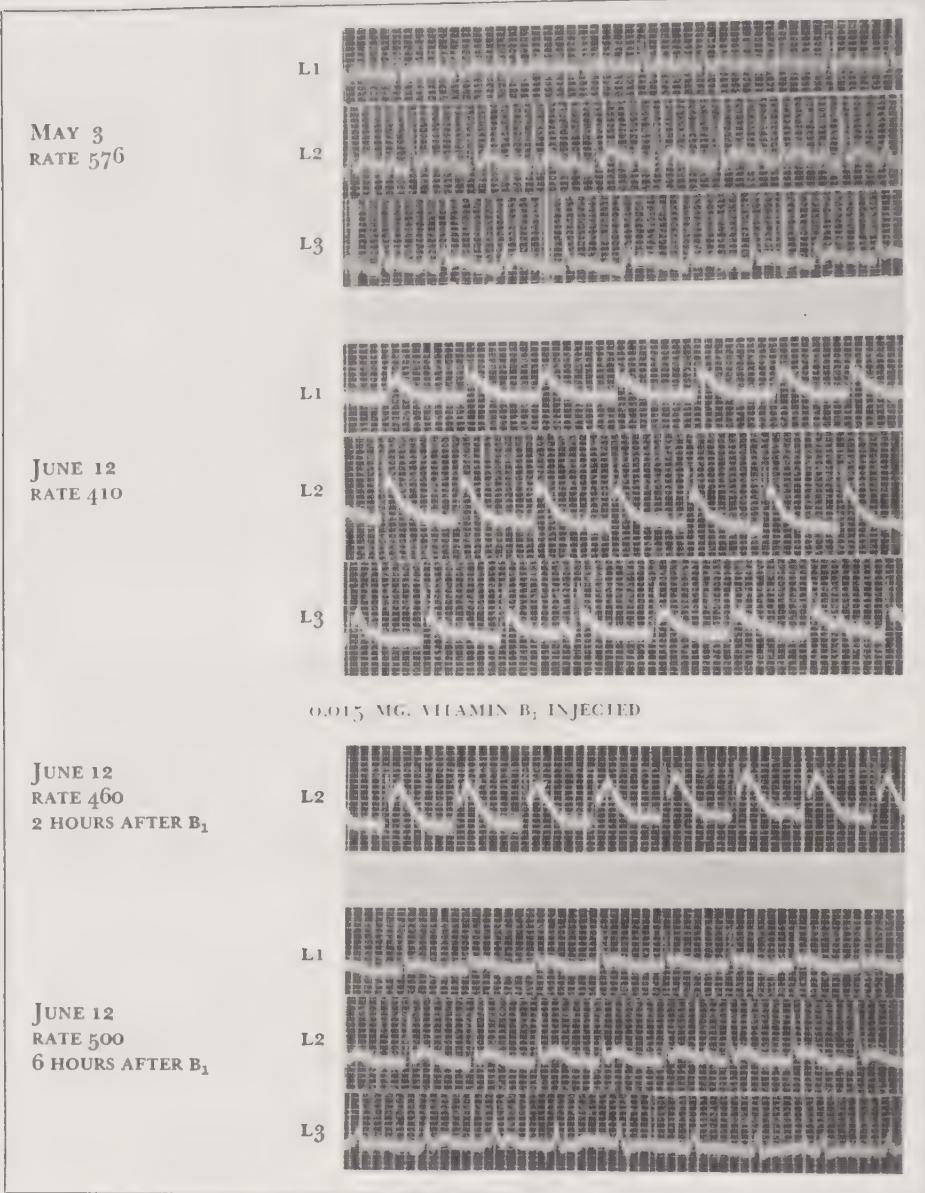 L1
MAY 3
RATE 576
L2
L3
L1
JUNE 12
RATE 410
L2
L3
0.015 MG. VITAMIN B₁ INJECTED
JUNE 12
RATE 460
2 HOURS AFTER B₁
L2
L1
JUNE 12
RATE 500
6 HOURS AFTER B₁
L2
L3